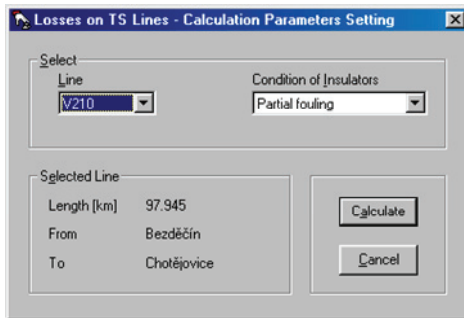 Losses on TS Lines - Calculation Parameters Setting
Select
Line
Condition of Insulators
V210
Partial fouling
Selected Line
Length [km] 97.945
From Bezděčín
To Chotějovice
Calculate
Cancel